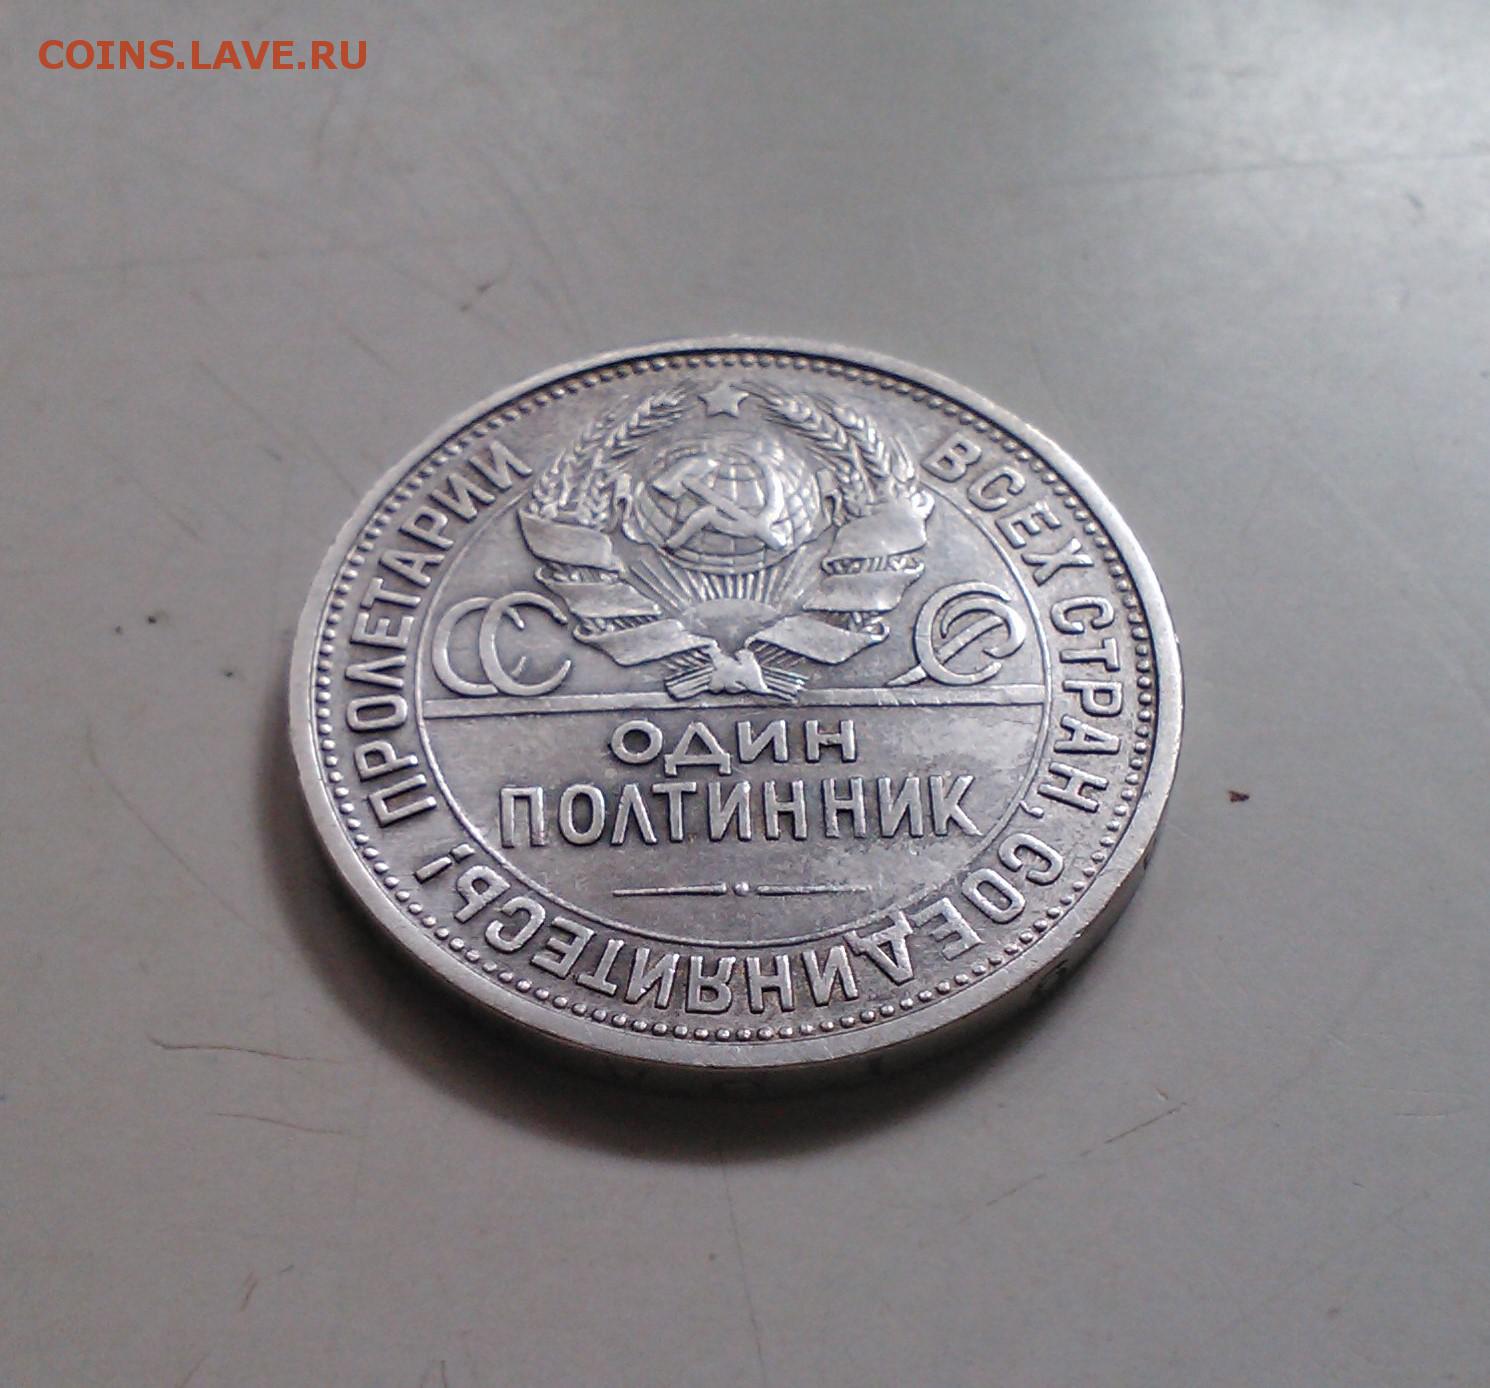 COINS.LAVE.RU
ПРОЛЕТАРИИ ВСЕХ СТРАН, СОЕДИНЯЙТЕСЬ!
СС СР
ОДИН
ПОЛТИННИК